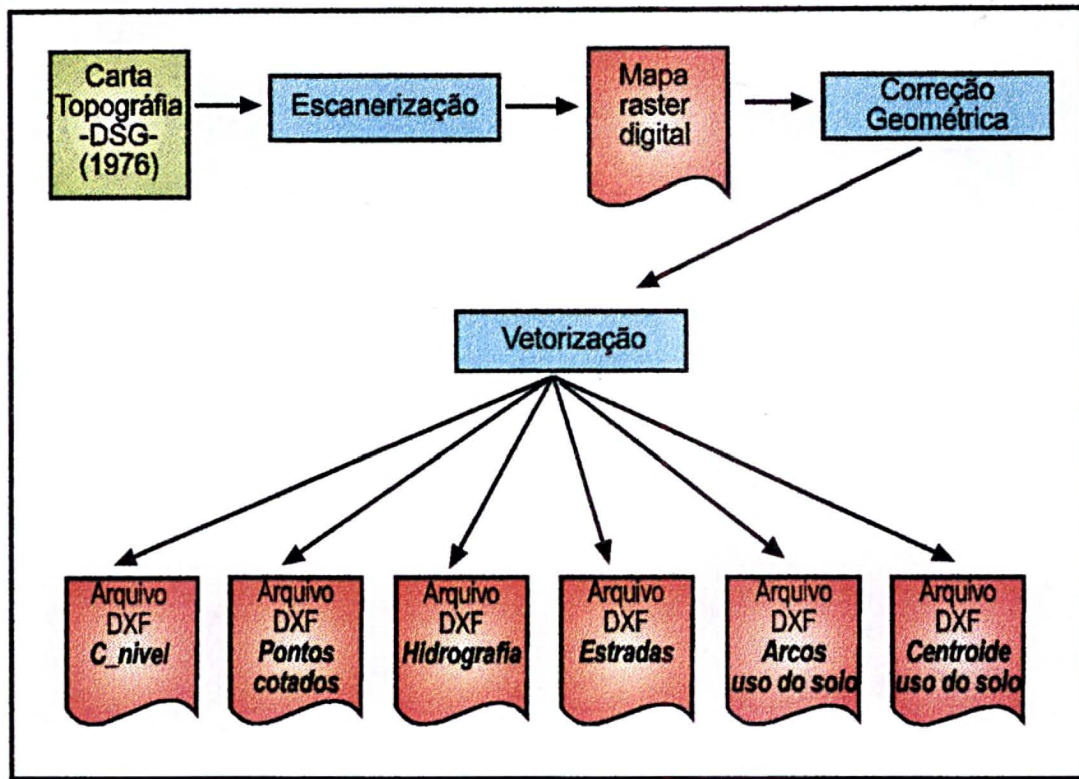 Carta
Topográfia
-DSG-
(1976)
Escanerização
Mapa
raster
digital
Correção
Geométrica
Vetorização
Arquivo
DXF
C_nivel
Arquivo
DXF
Pontos
cotados
Arquivo
DXF
Hidrografia
Arquivo
DXF
Estradas
Arquivo
DXF
Arcos
uso do solo
Arquivo
DXF
Centroide
uso do solo